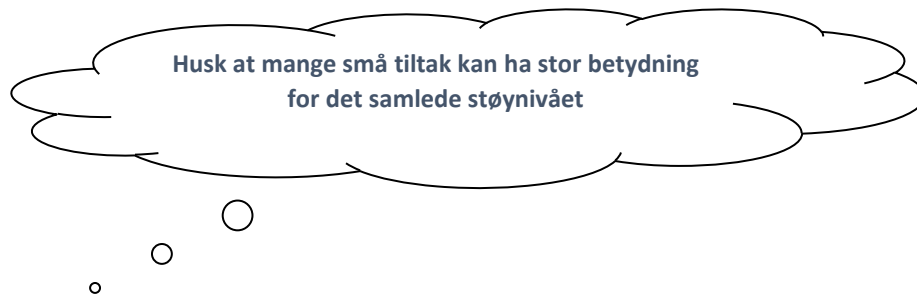 Husk at mange små tiltak kan ha stor betydning
for det samlede støynivået